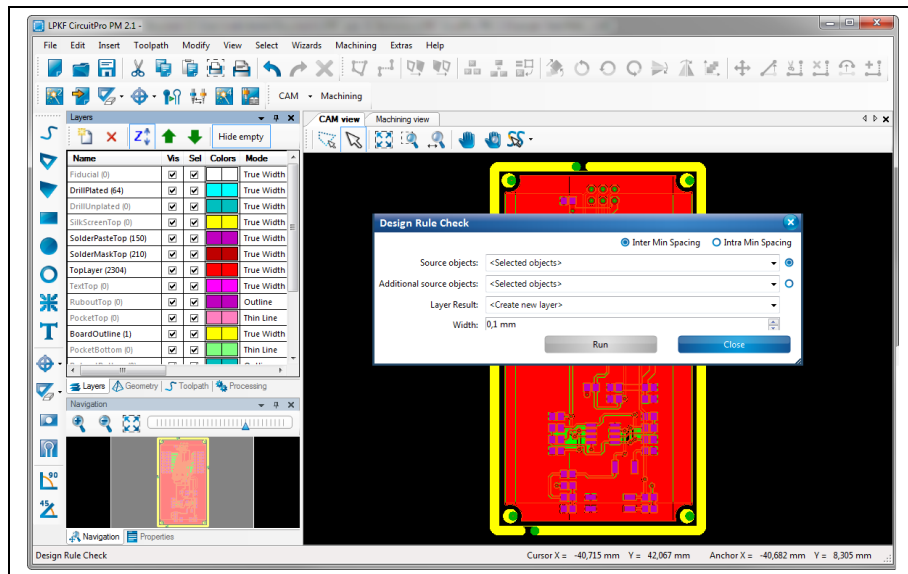 LPKF CircuitPro PM 2.1 -
File Edit Insert Toolpath Modify View Select Wizards Machining Extras Help
CAM Machining
Layers
CAM view Machining view
Z
Hide empty
Name Vis Sel Colors Mode
Fiducial (0) True Width
DrillPlated (64) True Width
DrillUnplated (0) True Width
SilkScreenTop (0) True Width
SolderPasteTop (150) True Width
SolderMaskTop (210) True Width
TopLayer (2304) True Width
TextTop (0) True Width
RuboutTop (0) Outline
PocketTop (0) Thin Line
BoardOutline (1) True Width
PocketBottom (0) Thin Line
Layers Geometry Toolpath Processing
Navigation
T
90
45
Navigation Properties
Design Rule Check
Inter Min Spacing Intra Min Spacing
Source objects: <Selected objects>
Additional source objects: <Selected objects>
Layer Result: <Create new layer>
Width: 0,1 mm
Run Close
Design Rule Check
Cursor X = -40,715 mm Y = 42,067 mm Anchor X = -40,682 mm Y = 8,305 mm